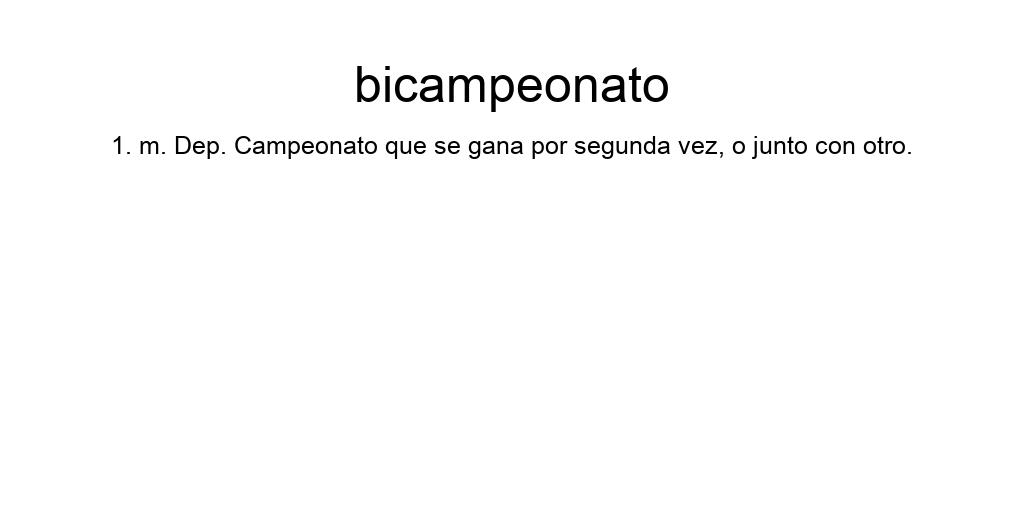 bicampeonato
1. m. Dep. Campeonato que se gana por segunda vez, o junto con otro.